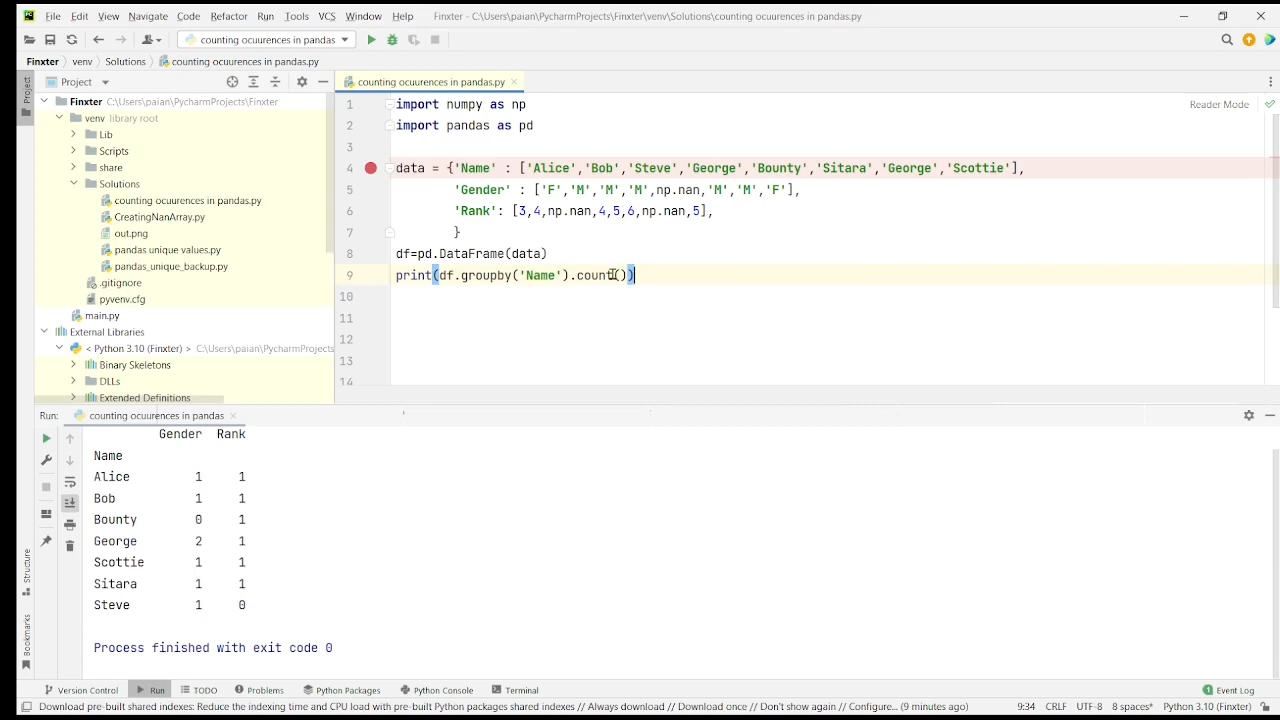 File Edit View Navigate Code Refactor Run Tools VCS Window Help Finxter - C:\Users\paian\PycharmProjects\Finxter\venv\Solutions\counting ocuurences in pandas.py
counting ocuurences in pandas
Finxter venv Solutions counting ocuurences in pandas.py
Project
Project
counting ocuurences in pandas.py
Finxter C:\Users\paian\PycharmProjects\Finxter
venv library root
Lib
Scripts
share
Solutions
counting ocuurences in pandas.py
CreatingNanArray.py
out.png
pandas unique values.py
pandas_unique_backup.py
.gitignore
pyvenv.cfg
main.py
External Libraries
< Python 3.10 (Finxter) > C:\Users\paian\PycharmProjects
Binary Skeletons
DLLs
Extended Definitions
Reader Mode
1 import numpy as np
2 import pandas as pd
3
4 data = {'Name' : ['Alice','Bob','Steve','George','Bounty','Sitara','George','Scottie'],
5 'Gender' : ['F','M','M','M',np.nan,'M','M','F'],
6 'Rank': [3,4,np.nan,4,5,6,np.nan,5],
7 }
8 df=pd.DataFrame(data)
9 print(df.groupby('Name').count())
10
11
12
13
14
Run: counting ocuurences in pandas
Gender Rank
Name
Alice 1 1
Bob 1 1
Bounty 0 1
George 2 1
Scottie 1 1
Sitara 1 1
Steve 1 0
Process finished with exit code 0
Structure
Bookmarks
Version Control Run TODO Problems Python Packages Python Console Terminal 1 Event Log
Download pre-built shared indexes: Reduce the indexing time and CPU load with pre-built Python packages shared indexes // Always download // Download once // Don't show again // Configure... (9 minutes ago) 9:34 CRLF UTF-8 8 spaces* Python 3.10 (Finxter)